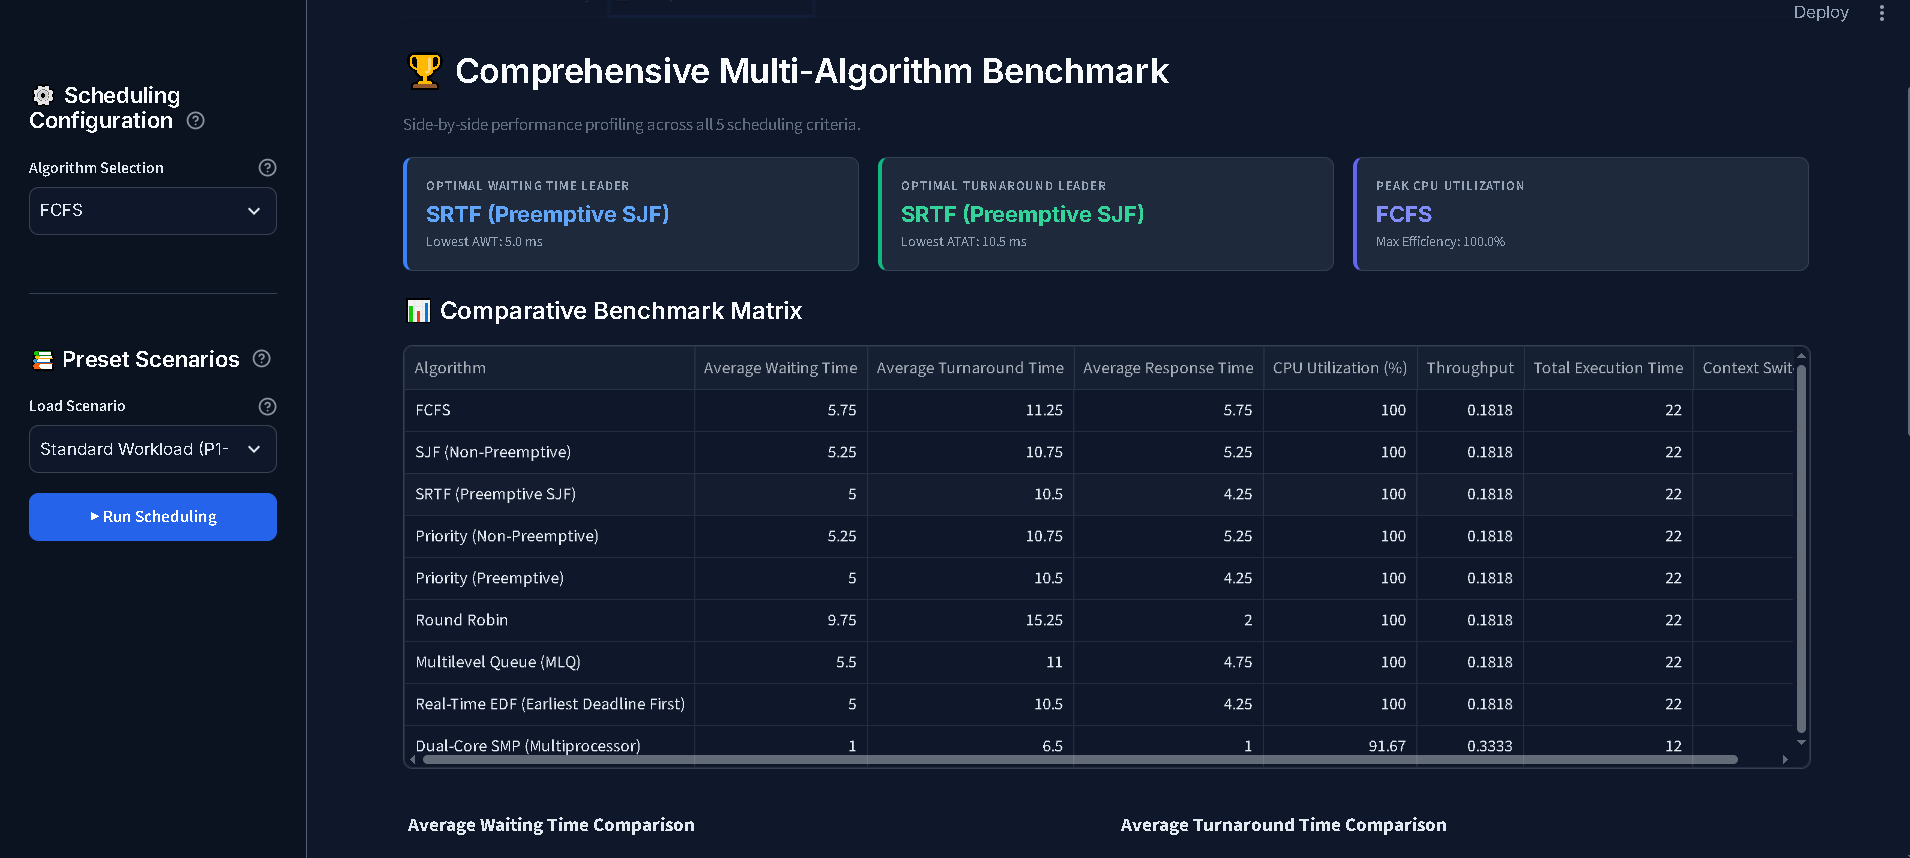 Deploy
Scheduling
Configuration
Algorithm Selection
FCFS
Preset Scenarios
Load Scenario
Standard Workload (P1-
Run Scheduling
Comprehensive Multi-Algorithm Benchmark
Side-by-side performance profiling across all 5 scheduling criteria.
OPTIMAL WAITING TIME LEADER
SRTF (Preemptive SJF)
Lowest AWT: 5.0 ms
OPTIMAL TURNAROUND LEADER
SRTF (Preemptive SJF)
Lowest ATAT: 10.5 ms
PEAK CPU UTILIZATION
FCFS
Max Efficiency: 100.0%
Comparative Benchmark Matrix
Algorithm Average Waiting Time Average Turnaround Time Average Response Time CPU Utilization (%) Throughput Total Execution Time Context Swit
FCFS 5.75 11.25 5.75 100 0.1818 22
SJF (Non-Preemptive) 5.25 10.75 5.25 100 0.1818 22
SRTF (Preemptive SJF) 5 10.5 4.25 100 0.1818 22
Priority (Non-Preemptive) 5.25 10.75 5.25 100 0.1818 22
Priority (Preemptive) 5 10.5 4.25 100 0.1818 22
Round Robin 9.75 15.25 2 100 0.1818 22
Multilevel Queue (MLQ) 5.5 11 4.75 100 0.1818 22
Real-Time EDF (Earliest Deadline First) 5 10.5 4.25 100 0.1818 22
Dual-Core SMP (Multiprocessor) 1 6.5 1 91.67 0.3333 12
Average Waiting Time Comparison
Average Turnaround Time Comparison